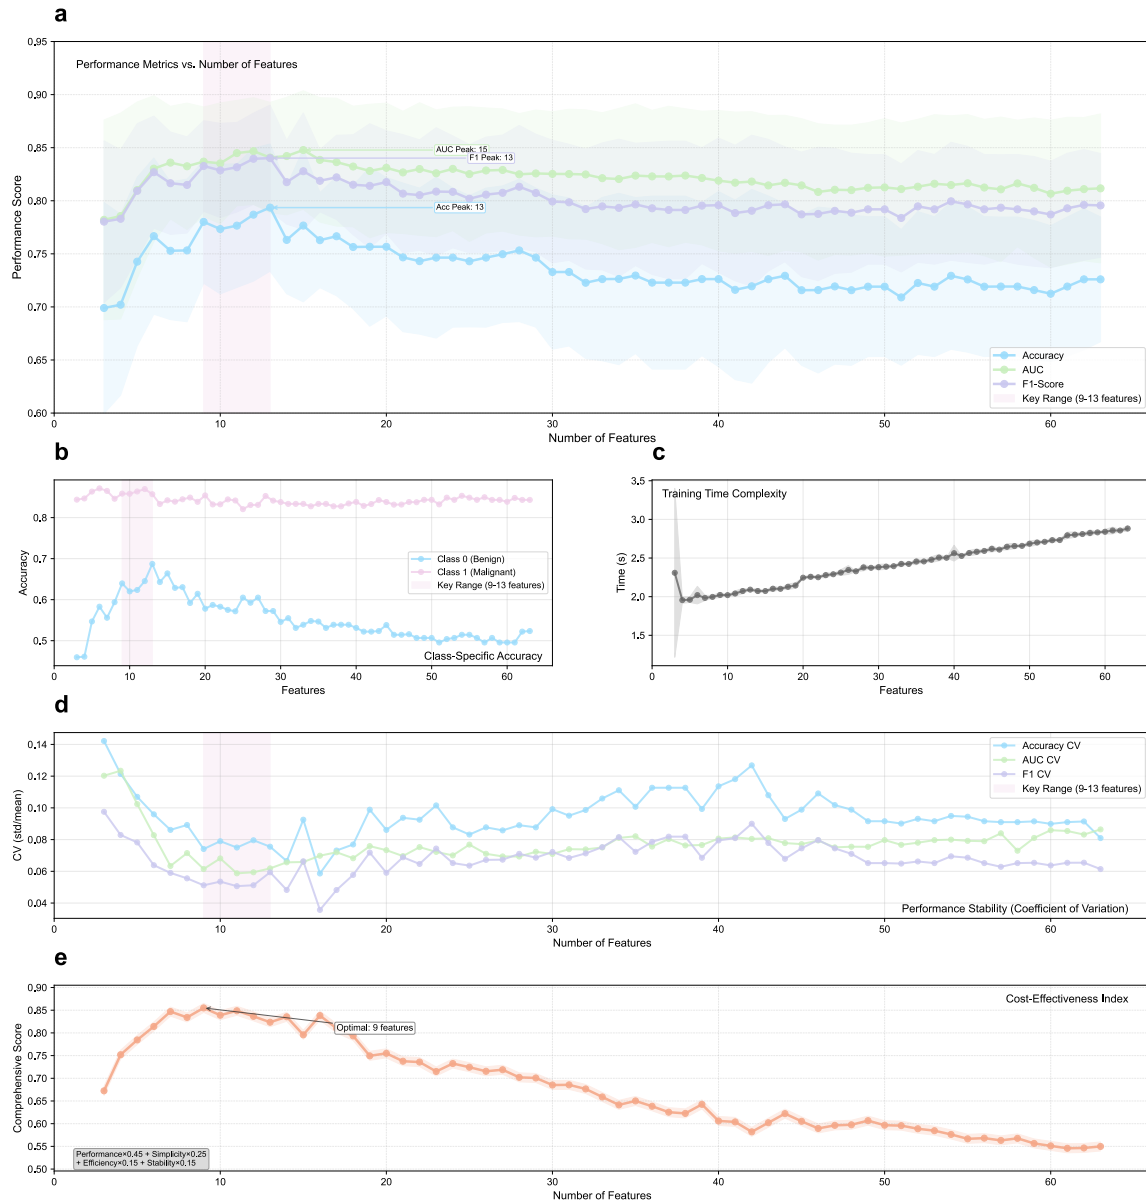 a
Performance Metrics vs. Number of Features
0.95
0.90
0.85
0.80
0.75
0.70
0.65
0.60
Performance Score
AUC Peak: 15
F1 Peak: 13
Acc Peak: 13
Accuracy
AUC
F1-Score
Key Range (9-13 features)
0 10 20 30 40 50 60
Number of Features
b
0.8
0.7
0.6
0.5
Accuracy
Class 0 (Benign)
Class 1 (Malignant)
Key Range (9-13 features)
Class-Specific Accuracy
0 10 20 30 40 50 60
Features
c
Training Time Complexity
3.5
3.0
2.5
2.0
1.5
Time (s)
0 10 20 30 40 50 60
Features
d
0.14
0.12
0.10
0.08
0.06
0.04
CV (std/mean)
Accuracy CV
AUC CV
F1 CV
Key Range (9-13 features)
Performance Stability (Coefficient of Variation)
0 10 20 30 40 50 60
Number of Features
e
0.90
0.85
0.80
0.75
0.70
0.65
0.60
0.55
0.50
Comprehensive Score
Cost-Effectiveness Index
Optimal: 9 features
Performance×0.45 + Simplicity×0.25
+ Efficiency×0.15 + Stability×0.15
0 10 20 30 40 50 60
Number of Features